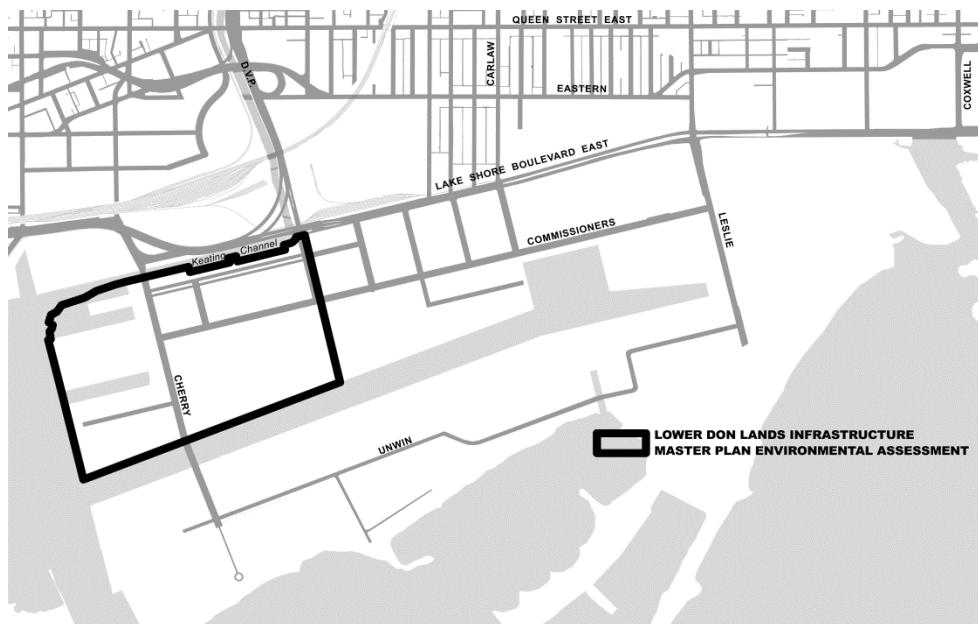 QUEEN STREET EAST
D.V.P.
CARLAW
EASTERN
COXWELL
LAKE SHORE BOULEVARD EAST
LESLIE
COMMISSIONERS
Keating Channel
CHERRY
UNWIN
LOWER DON LANDS INFRASTRUCTURE
MASTER PLAN ENVIRONMENTAL ASSESSMENT